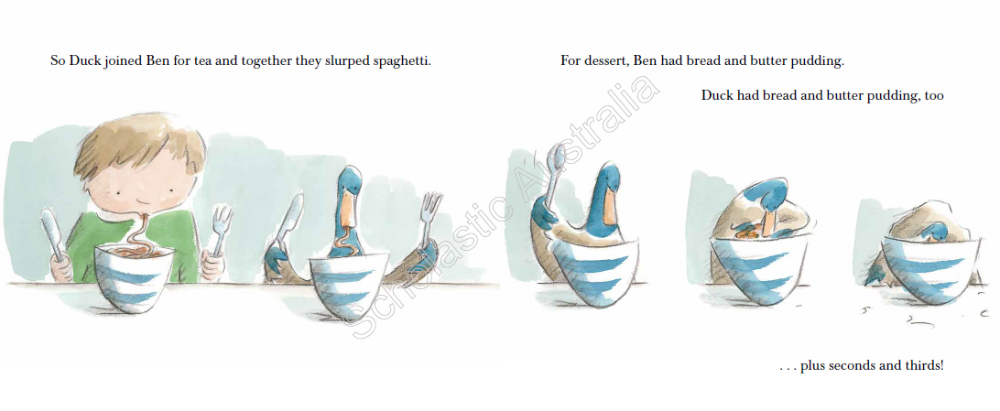 So Duck joined Ben for tea and together they slurped spaghetti.
For dessert, Ben had bread and butter pudding.
Duck had bread and butter pudding, too
. . . plus seconds and thirds!
Scholastic Australia